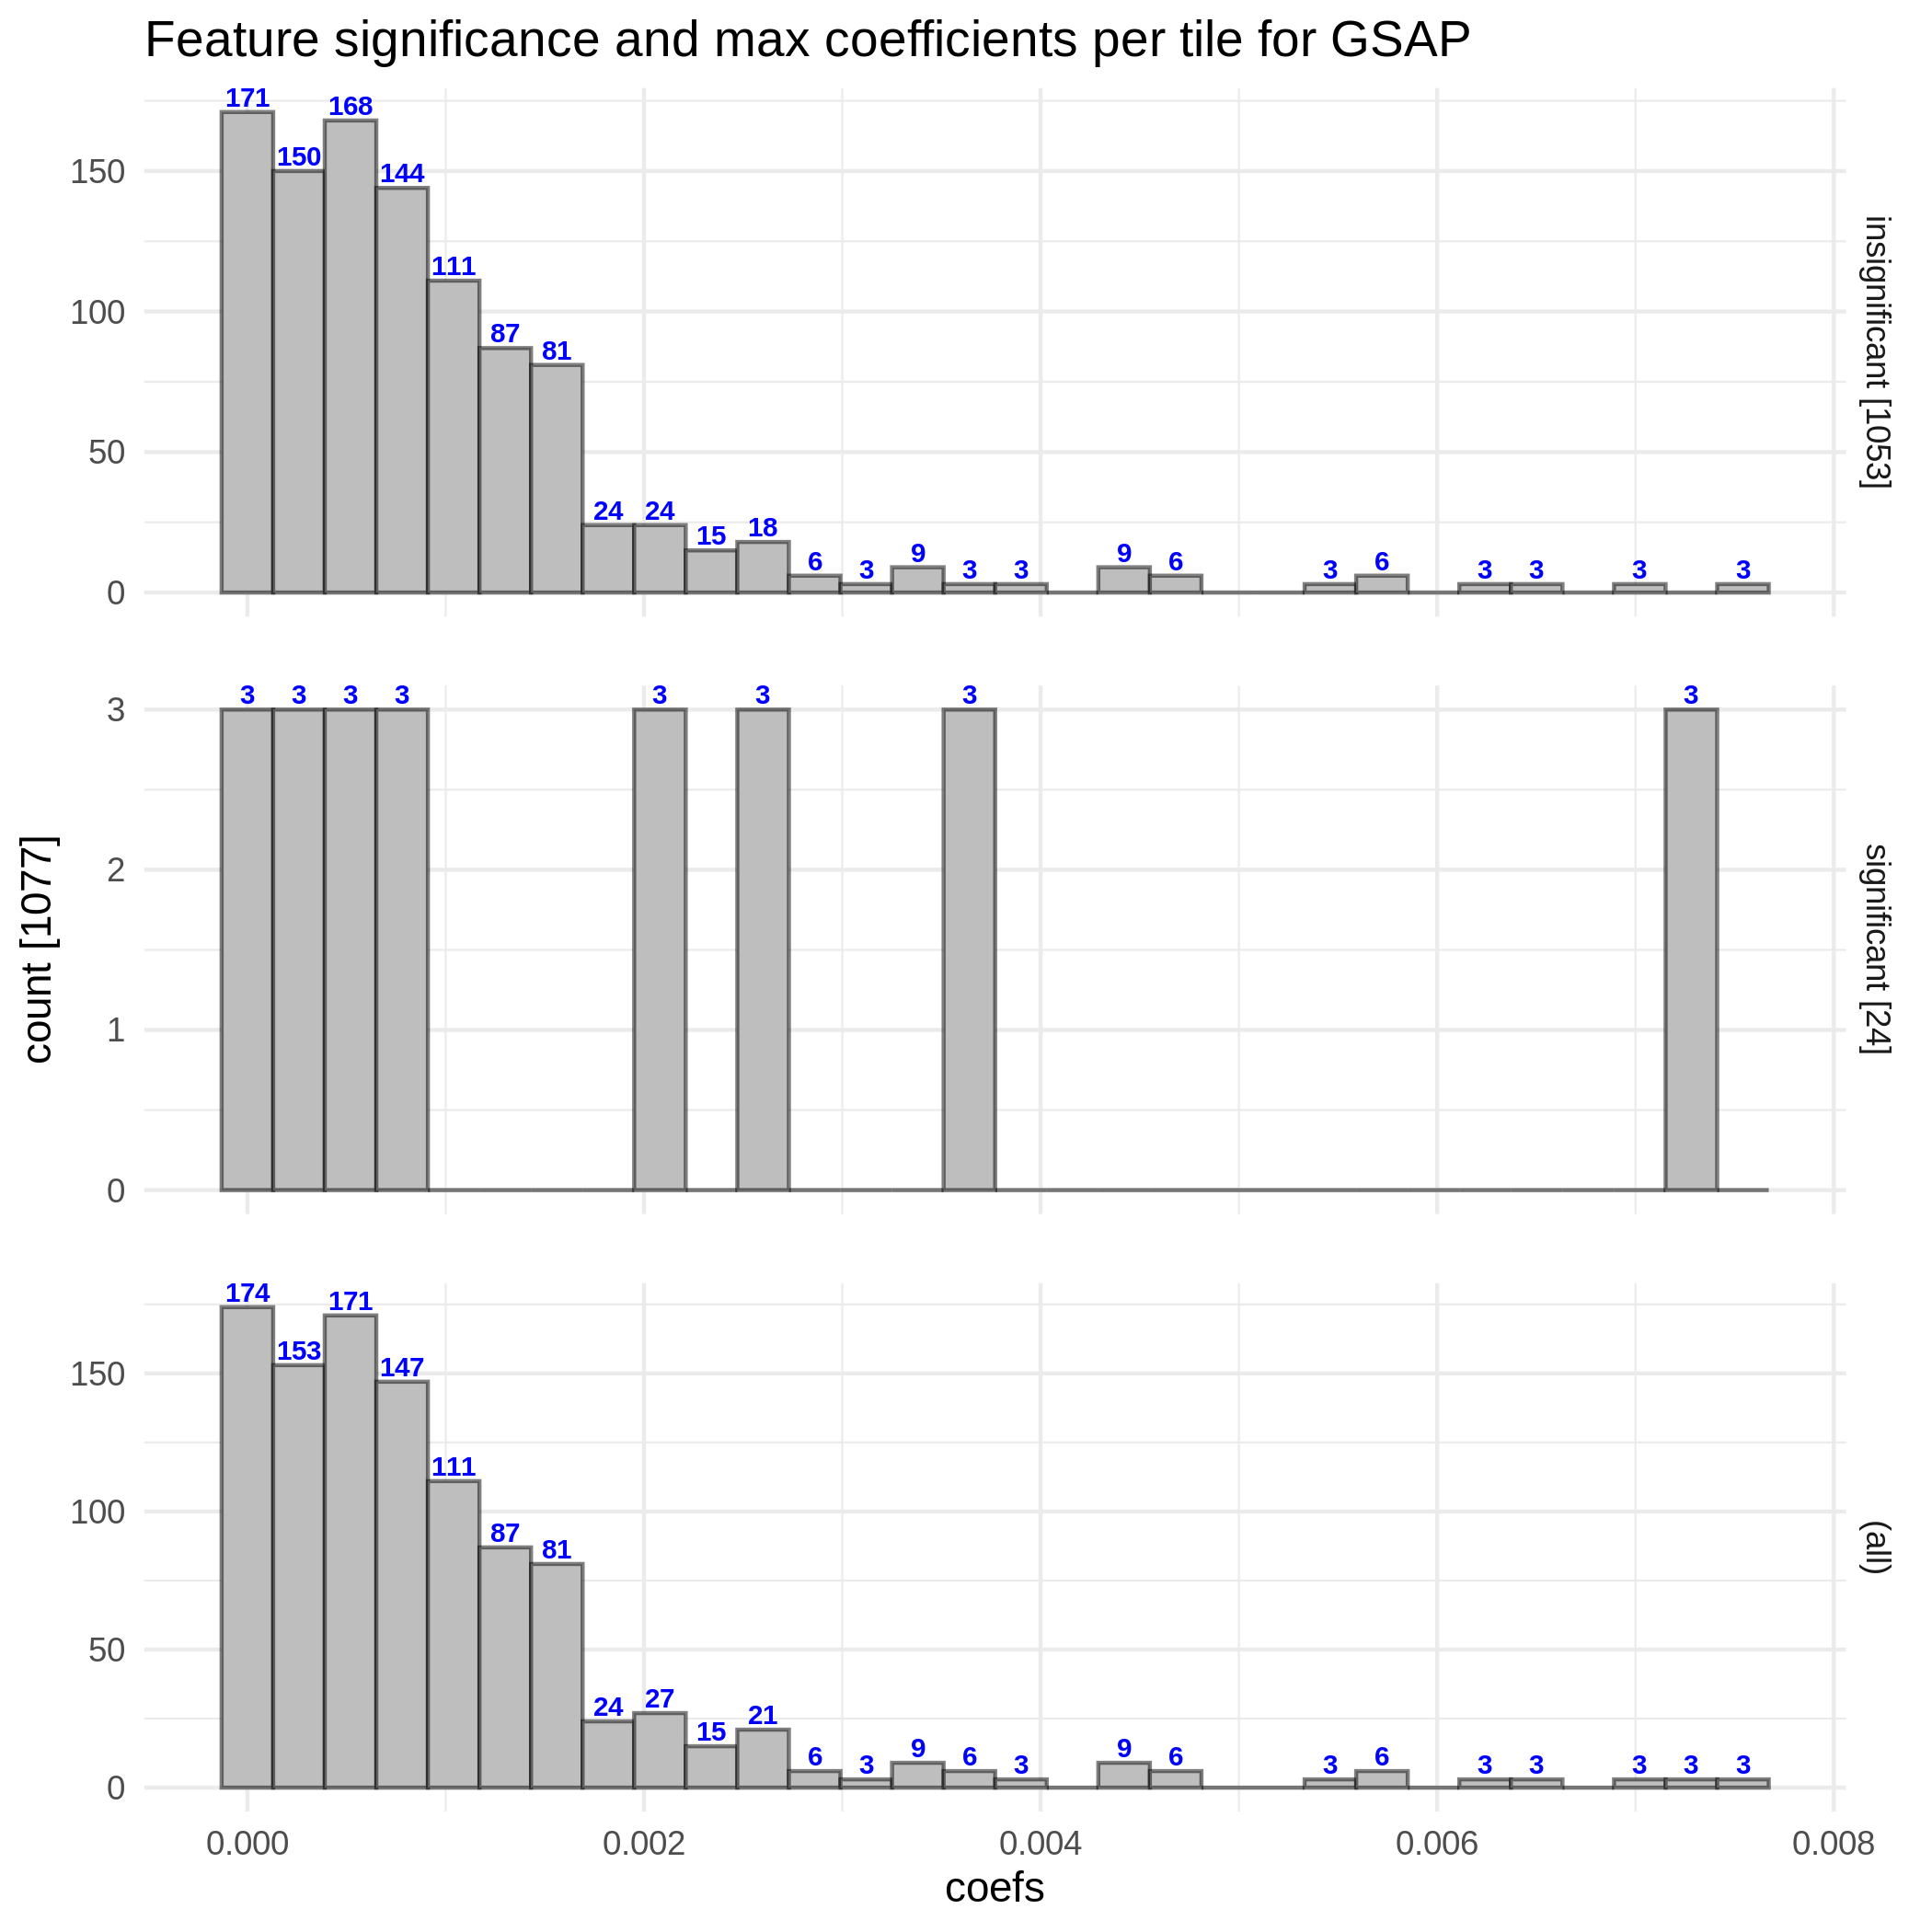 Feature significance and max coefficients per tile for GSAP
171 150 168 144 111 87 81 24 24 15 18 6 3 9 3 3 9 6 3 6 3 3 3 3
150
100
50
0
insignificant [1053]
3 3 3 3 3 3 3 3
3
2
1
0
significant [24]
count [1077]
174 153 171 147 111 87 81 24 27 15 21 6 3 9 6 3 9 6 3 6 3 3 3 3 3
150
100
50
0
(all)
0.000 0.002 0.004 0.006 0.008
coefs